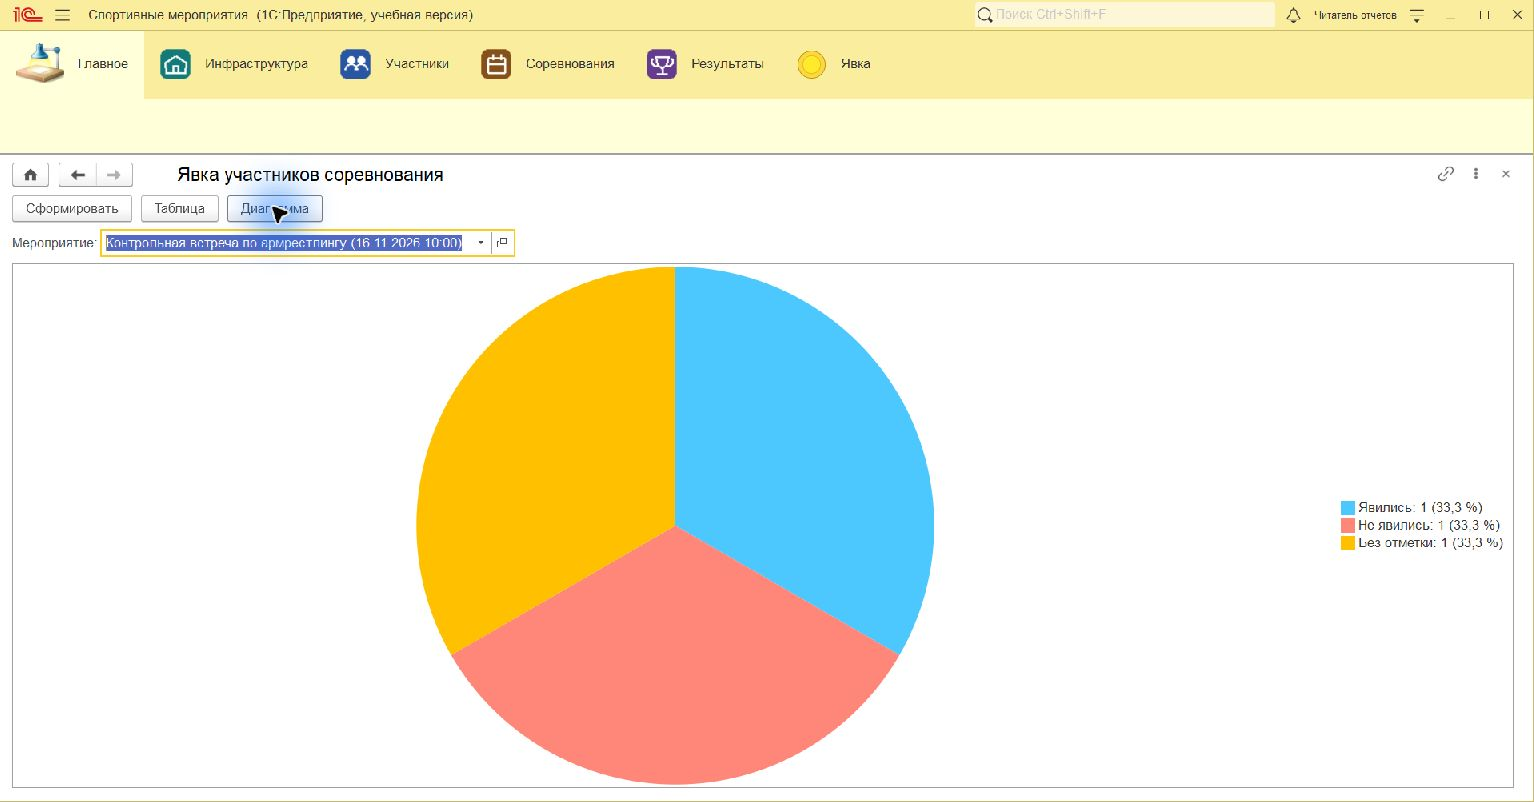 1С Спортивные мероприятия (1С:Предприятие, учебная версия) Поиск Ctrl+Shift+F Читатель отчетов
Главное Инфраструктура Участники Соревнования Результаты Явка
Явка участников соревнования
Сформировать Таблица Диаграмма
Мероприятие: Контрольная встреча по армрестлингу (16.11.2026 10:00)
Явились: 1 (33,3 %)
Не явились: 1 (33,3 %)
Без отметки: 1 (33,3 %)